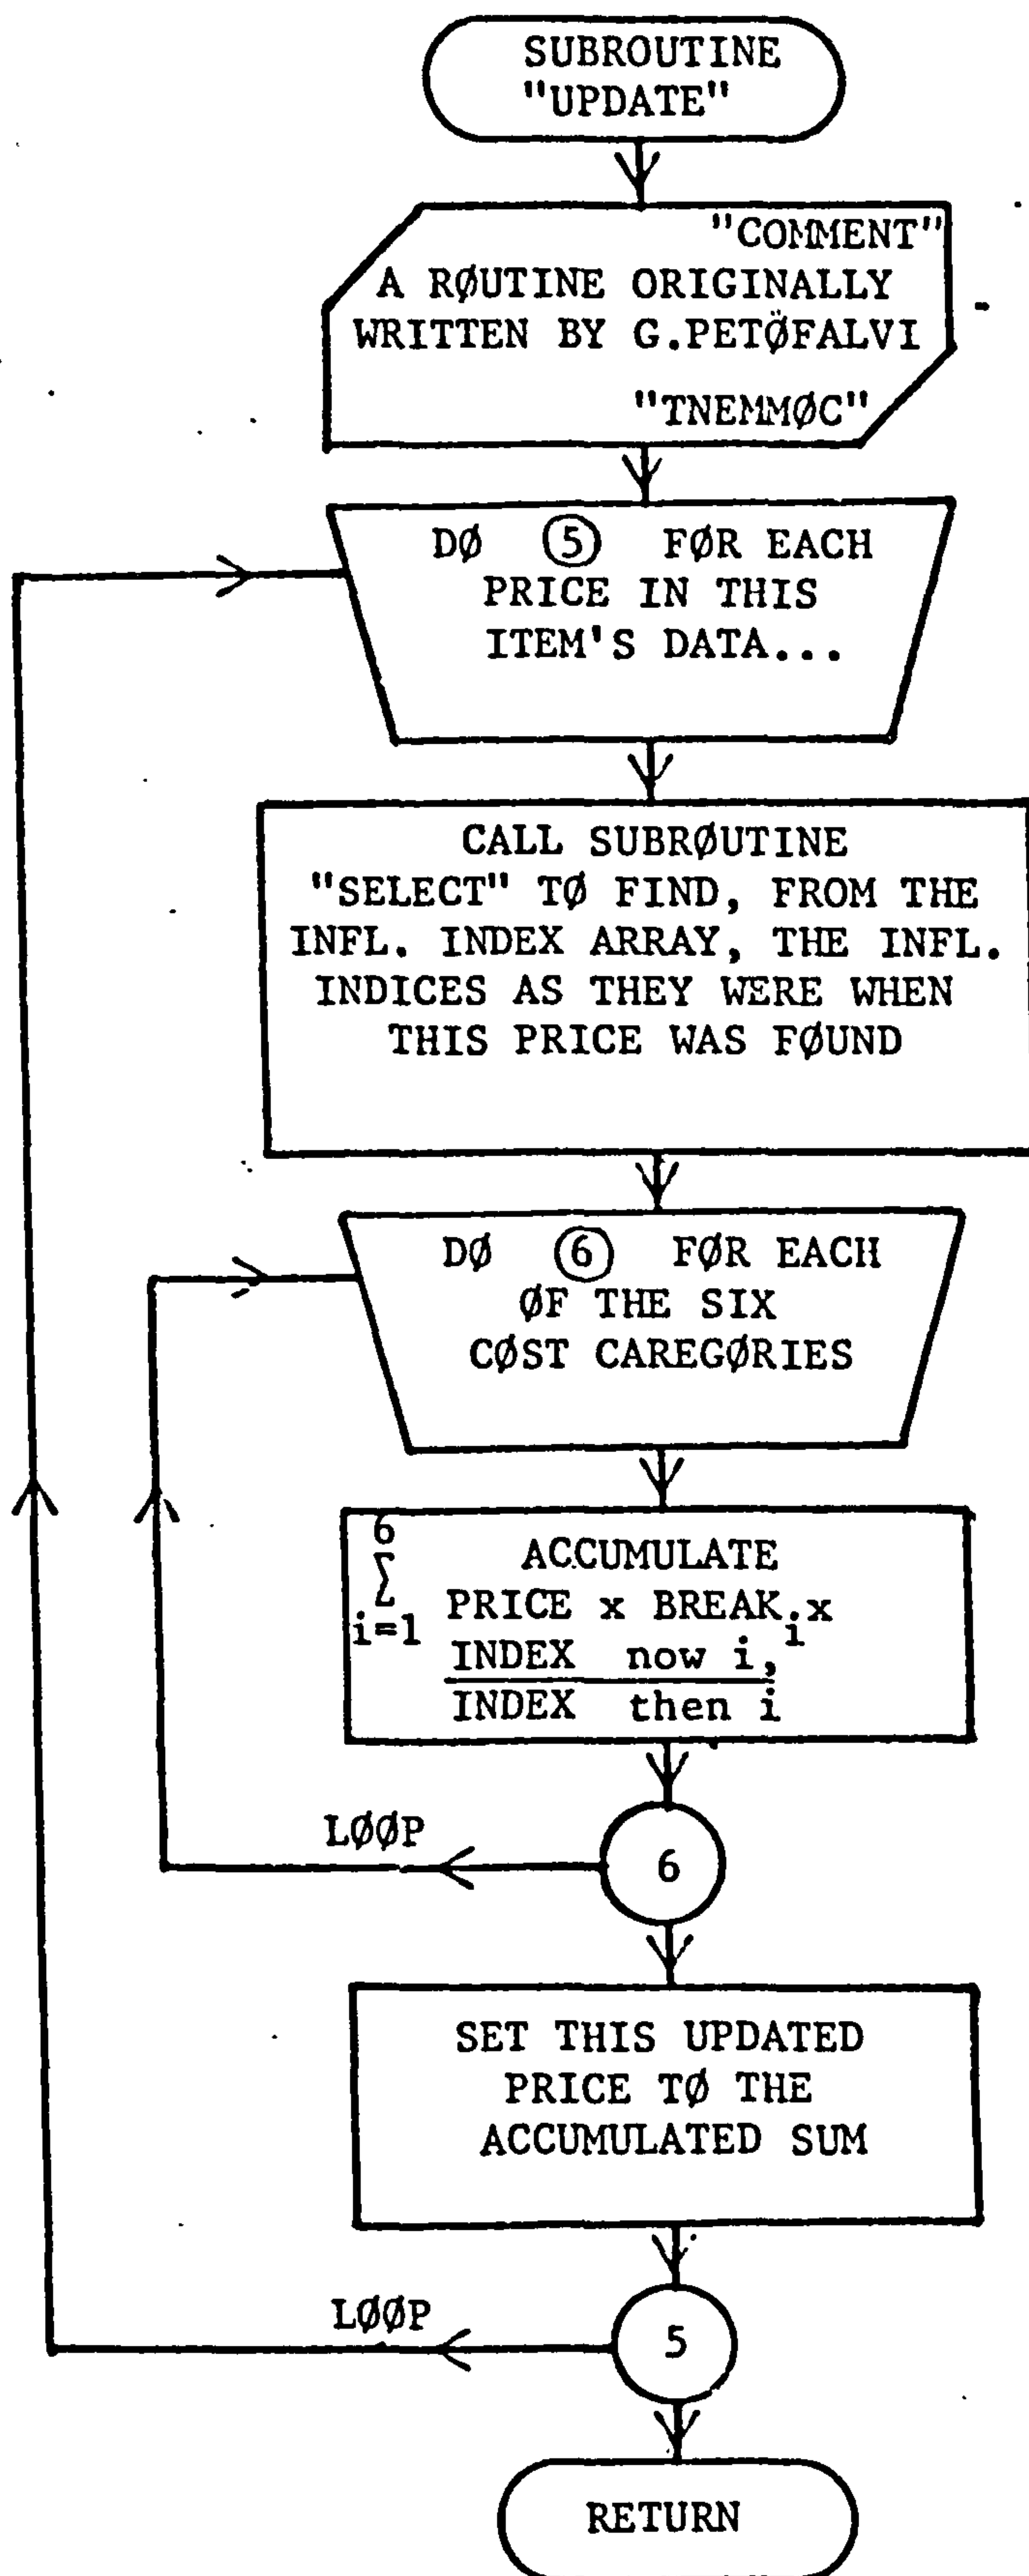 SUBROUTINE
"UPDATE"
"COMMENT"
A RØUTINE ORIGINALLY
WRITTEN BY G.PETØ̈FALVI
"TNEMMØC"
DØ ⑤ FØR EACH
PRICE IN THIS
ITEM'S DATA...
CALL SUBRØUTINE
"SELECT" TØ FIND, FROM THE
INFL. INDEX ARRAY, THE INFL.
INDICES AS THEY WERE WHEN
THIS PRICE WAS FØUND
DØ ⑥ FØR EACH
ØF THE SIX
CØST CAREGØRIES
6
∑ ACCUMULATE
i=1 PRICE x BREAK.i x
INDEX now i,
INDEX then i
6
LØØP
SET THIS UPDATED
PRICE TØ THE
ACCUMULATED SUM
5
LØØP
RETURN